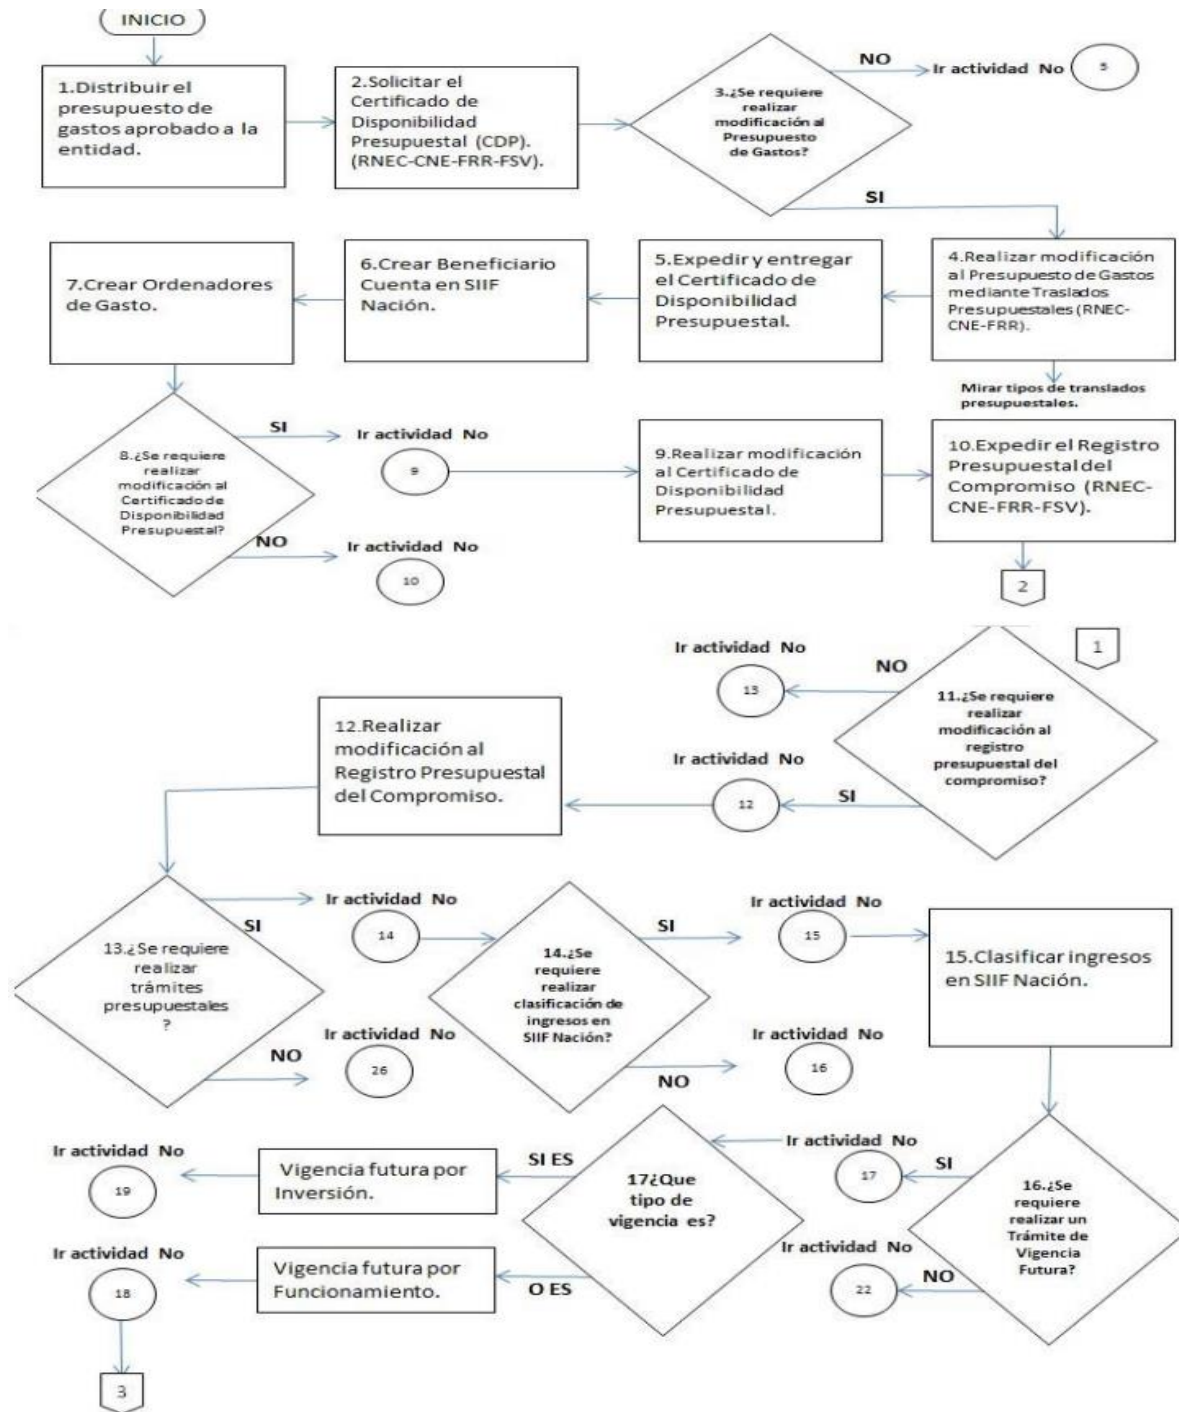 INICIO
1.Distribuir el
presupuesto de
gastos aprobado a la
entidad.
2.Solicitar el
Certificado de
Disponibilidad
Presupuestal (CDP).
(RNEC-CNE-FRR-FSV).
3.¿Se requiere
realizar
modificación al
Presupuesto
de Gastos?
NO
Ir actividad No
5
SI
4.Realizar modificación
al Presupuesto de Gastos
mediante Traslados
Presupuestales (RNEC-
CNE-FRR).
Mirar tipos de translados
presupuestales.
5.Expedir y entregar
el Certificado de
Disponibilidad
Presupuestal.
6.Crear Beneficiario
Cuenta en SIIF
Nación.
7.Crear Ordenadores
de Gasto.
8.¿Se requiere
realizar
modificación al
Certificado de
Disponibilidad
Presupuestal?
SI
Ir actividad No
9
NO
Ir actividad No
10
9.Realizar modificación
al Certificado de
Disponibilidad
Presupuestal.
10.Expedir el Registro
Presupuestal del
Compromiso (RNEC-
CNE-FRR-FSV).
2
1
11.¿Se requiere
realizar
modificación al
registro
presupuestal del
compromiso?
NO
Ir actividad No
13
SI
Ir actividad No
12
12.Realizar
modificación al
Registro Presupuestal
del Compromiso.
13.¿Se requiere
realizar
trámites
presupuestales
?
SI
Ir actividad No
14
NO
Ir actividad No
26
14.¿Se
requiere
realizar
clasificación de
ingresos en
SIIF Nación?
SI
Ir actividad No
15
NO
Ir actividad No
16
15.Clasificar ingresos
en SIIF Nación.
16.¿Se
requiere
realizar un
Trámite de
Vigencia
Futura?
SI
Ir actividad No
17
NO
Ir actividad No
22
17¿Que
tipo de
vigencia es?
SI ES
Vigencia futura por
Inversión.
Ir actividad No
19
O ES
Vigencia futura por
Funcionamiento.
Ir actividad No
18
3